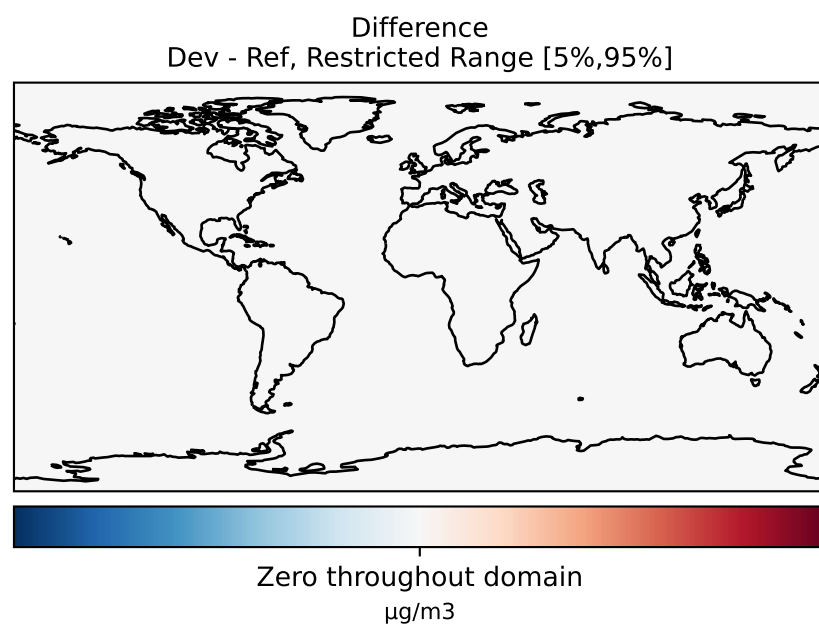 Difference
Dev - Ref, Restricted Range [5%,95%]
Zero throughout domain
μg/m3